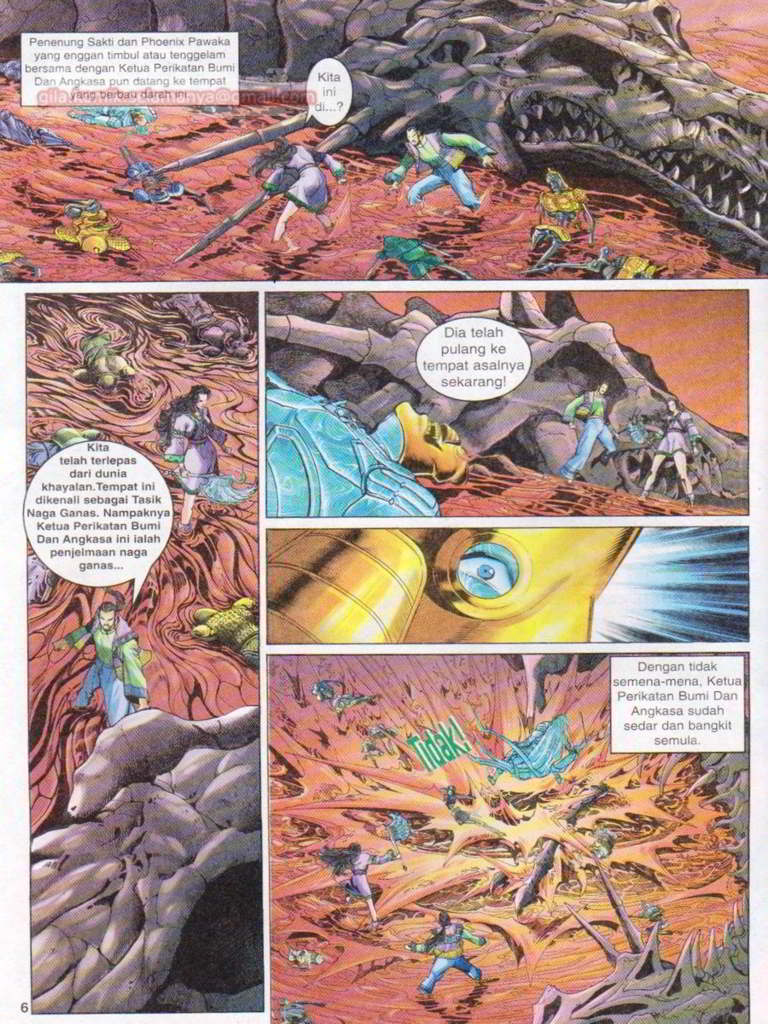 Penenung Sakti dan Phoenix Pawaka
yang enggan timbul atau tenggelam
bersama dengan Ketua Perikatan Bumi
Dan Angkasa pun datang ke tempat
yang berbau darah ini.
Kita
ini
di...?
Kita
telah terlepas
dari dunia
khayalan.Tempat ini
dikenali sebagai Tasik
Naga Ganas. Nampaknya
Ketua Perikatan Bumi
Dan Angkasa ini ialah
penjelmaan naga
ganas...
Dia telah
pulang ke
tempat asalnya
sekarang!
Dengan tidak
semena-mena, Ketua
Perikatan Bumi Dan
Angkasa sudah
sedar dan bangkit
semula.
Tidak!
6